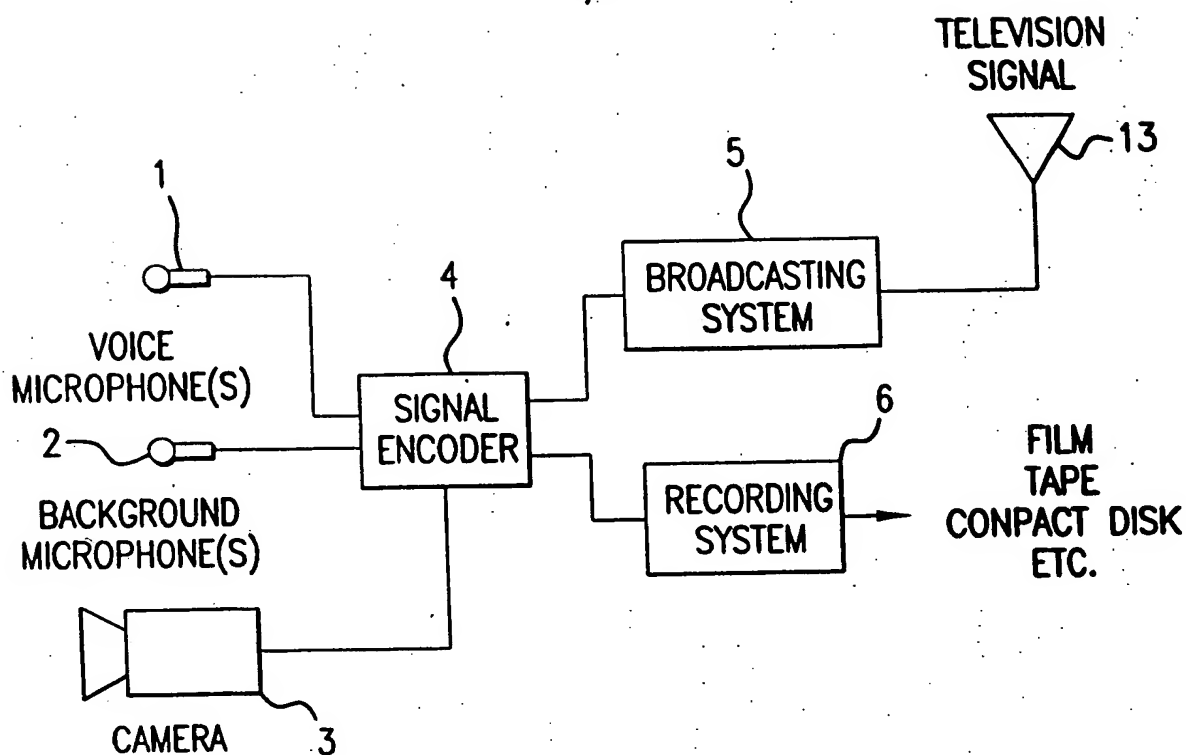 TELEVISION
SIGNAL
13
5
BROADCASTING
SYSTEM
1
VOICE
MICROPHONE(S)
4
SIGNAL
ENCODER
2
BACKGROUND
MICROPHONE(S)
6
RECORDING
SYSTEM
FILM
TAPE
CONPACT DISK
ETC.
CAMERA
3